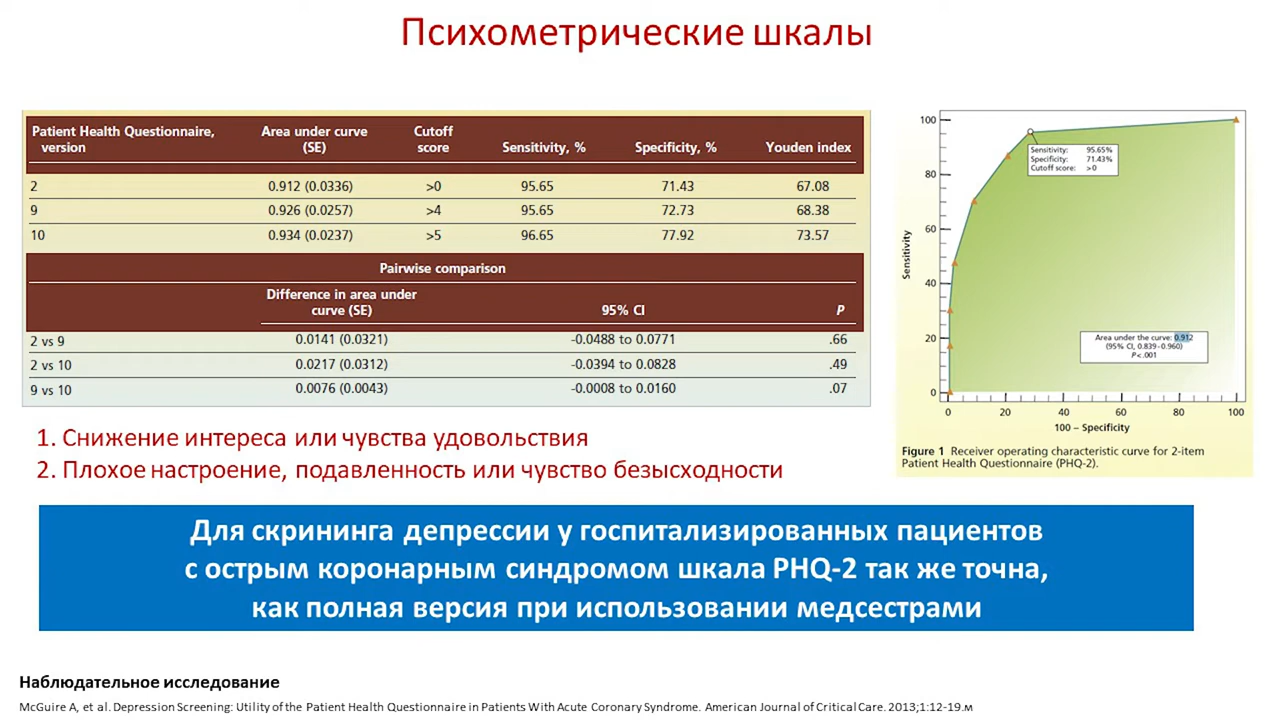 Психометрические шкалы
Patient Health Questionnaire, version Area under curve (SE) Cutoff score Sensitivity, % Specificity, % Youden index
2 0.912 (0.0336) >0 95.65 71.43 67.08
9 0.926 (0.0257) >4 95.65 72.73 68.38
10 0.934 (0.0237) >5 96.65 77.92 73.57
Pairwise comparison
Difference in area under curve (SE) 95% CI P
2 vs 9 0.0141 (0.0321) -0.0488 to 0.0771 .66
2 vs 10 0.0217 (0.0312) -0.0394 to 0.0828 .49
9 vs 10 0.0076 (0.0043) -0.0008 to 0.0160 .07
100
80
60
40
20
0
Sensitivity
Sensitivity: 95.65%
Specificity: 71.43%
Cutoff score: >0
Area under the curve: 0.912
(95% CI, 0.839-0.960)
P<.001
0 20 40 60 80 100
100 – Specificity
Figure 1 Receiver operating characteristic curve for 2-item
Patient Health Questionnaire (PHQ-2).
1. Снижение интереса или чувства удовольствия
2. Плохое настроение, подавленность или чувство безысходности
Для скрининга депрессии у госпитализированных пациентов
с острым коронарным синдромом шкала PHQ-2 так же точна,
как полная версия при использовании медсестрами
Наблюдательное исследование
McGuire A, et al. Depression Screening: Utility of the Patient Health Questionnaire in Patients With Acute Coronary Syndrome. American Journal of Critical Care. 2013;1:12-19.м